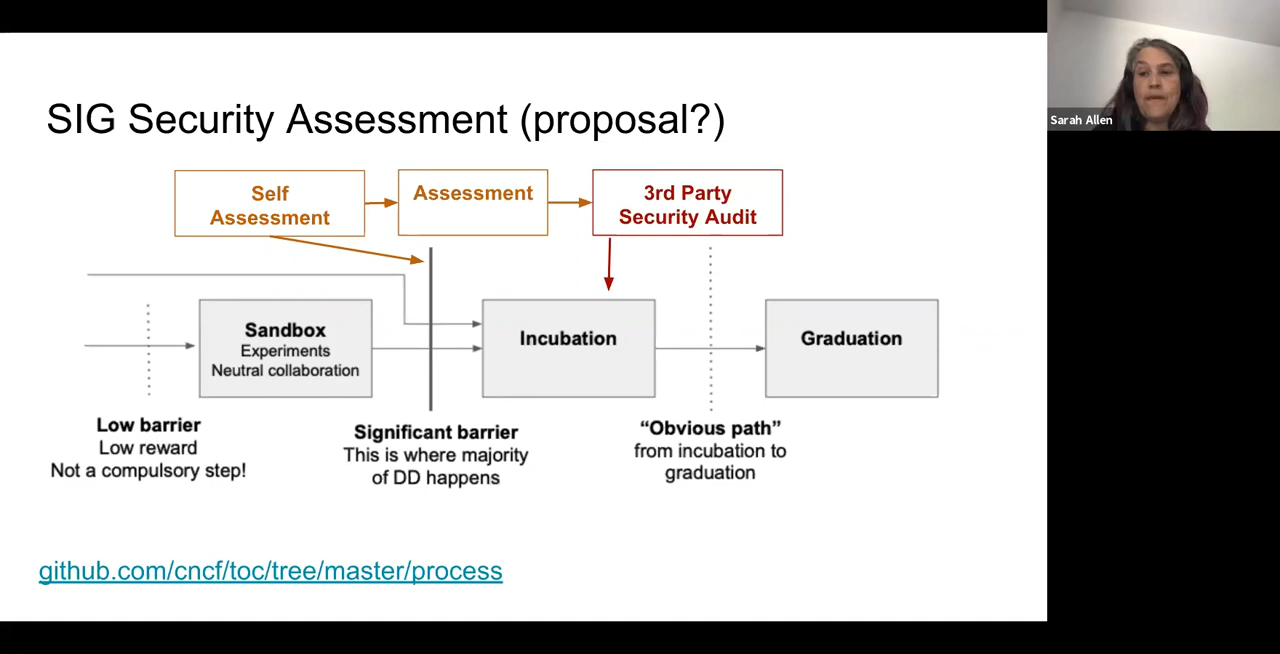 SIG Security Assessment (proposal?)
Sarah Allen
Self
Assessment
Assessment
3rd Party
Security Audit
Sandbox
Experiments
Neutral collaboration
Incubation
Graduation
Low barrier
Low reward
Not a compulsory step!
Significant barrier
This is where majority
of DD happens
“Obvious path”
from incubation to
graduation
github.com/cncf/toc/tree/master/process